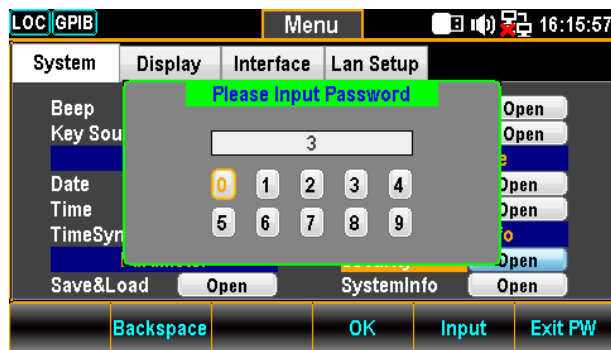 LOC GPIB Menu 16:15:57
System Display Interface Lan Setup
Please Input Password
Beep Open
Key Sou Open
3
Date 0 1 2 3 4 Open
Time 5 6 7 8 9 Open
TimeSyn
Open
Save&Load Open SystemInfo Open
Backspace OK Input Exit PW